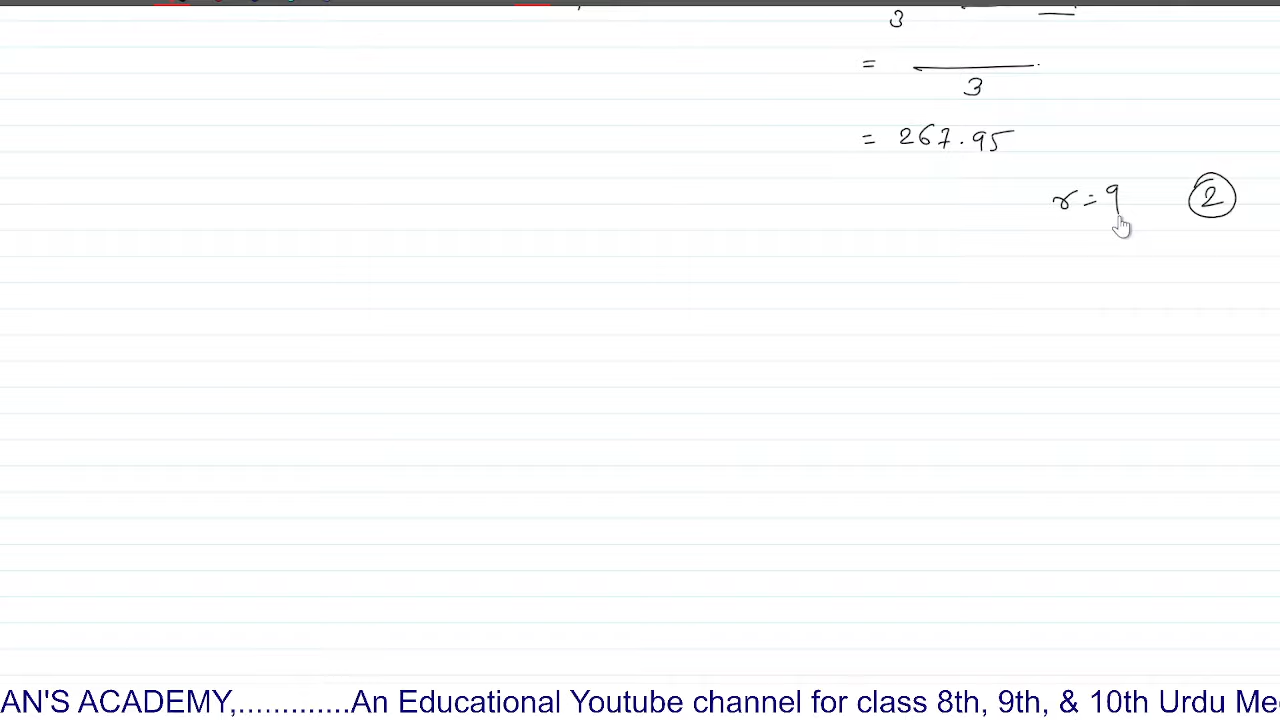 3
=
3
= 267.95
r = 9 2
AN'S ACADEMY,.............An Educational Youtube channel for class 8th, 9th, & 10th Urdu Me